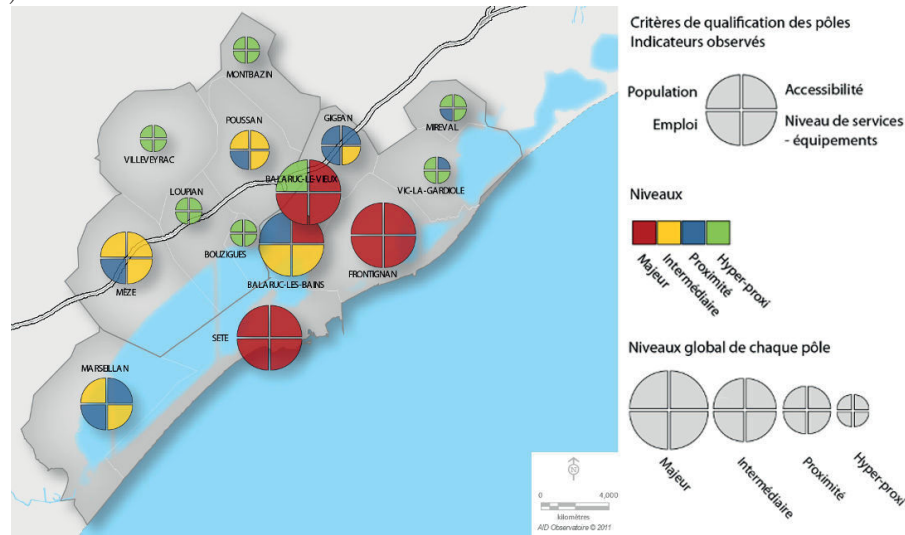 MONTBAZIN
POUSSAN
GIGEAN
MIREVAL
VILLEVEYRAC
BALARUC-LE-VIEUX
LOUPIAN
VIC-LA-GARDIOLE
BOUZIGUES
FRONTIGNAN
MÈZE
BALARUC-LES-BAINS
SETE
MARSEILLAN
N
0 4,000
kilomètres
AID Observatoire © 2011
Critères de qualification des pôles
Indicateurs observés
Population
Accessibilité
Emploi
Niveau de services
- équipements
Niveaux
Majeur
Intermédiaire
Proximité
Hyper-proxi
Niveaux global de chaque pôle
Majeur
Intermédiaire
Proximité
Hyper-proxi